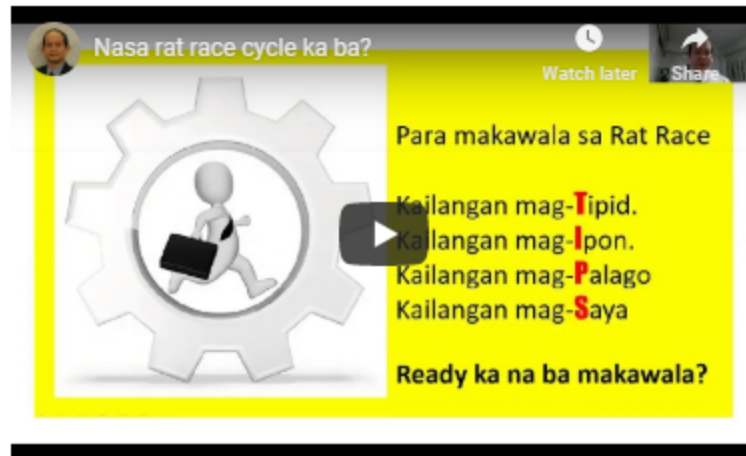 Nasa rat race cycle ka ba?
Watch later
Share
Para makawala sa Rat Race
Kailangan mag-Tipid.
Kailangan mag-Ipon.
Kailangan mag-Palago
Kailangan mag-Saya
Ready ka na ba makawala?